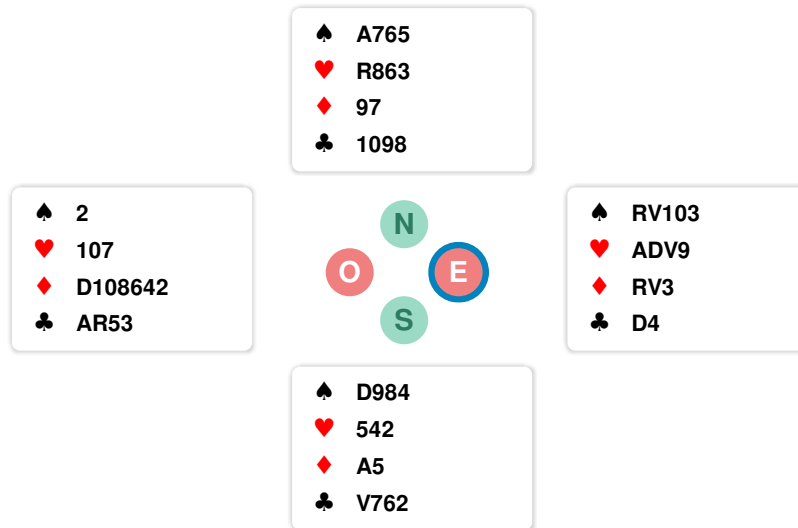 ♠ A765
♥ R863
♦ 97
♣ 1098
♠ 2
♥ 107
♦ D108642
♣ AR53
N
O E
S
♠ RV103
♥ ADV9
♦ RV3
♣ D4
♠ D984
♥ 542
♦ A5
♣ V762